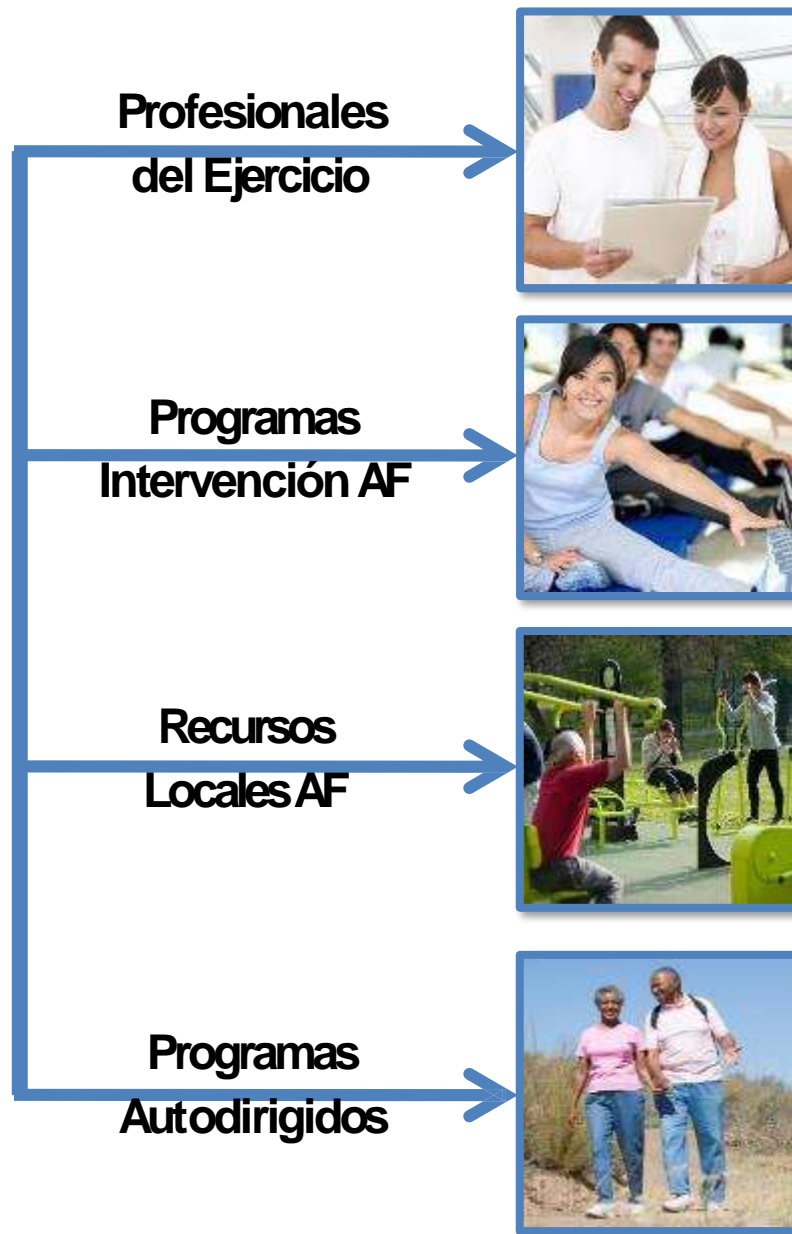 Profesionales
del Ejercicio
Programas
Intervención AF
Recursos
Locales AF
Programas
Autodirigidos